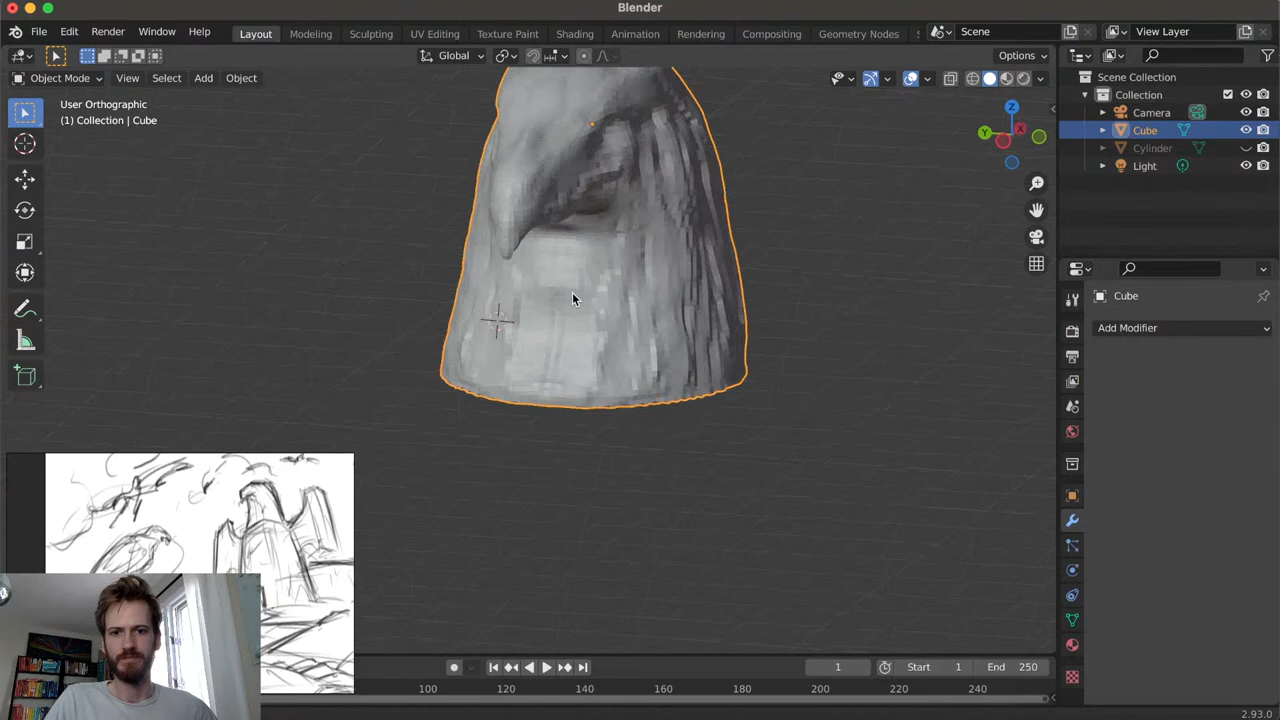 Blender
File Edit Render Window Help
Layout Modeling Sculpting UV Editing Texture Paint Shading Animation Rendering Compositing Geometry Nodes
Scene
View Layer
Global
Options
Object Mode View Select Add Object
User Orthographic
(1) Collection | Cube
Z
Y
X
Scene Collection
Collection
Camera
Cube
Cylinder
Light
Cube
Add Modifier
1
Start 1
End 250
100 120 140 160 180 200 220 240
2.93.0